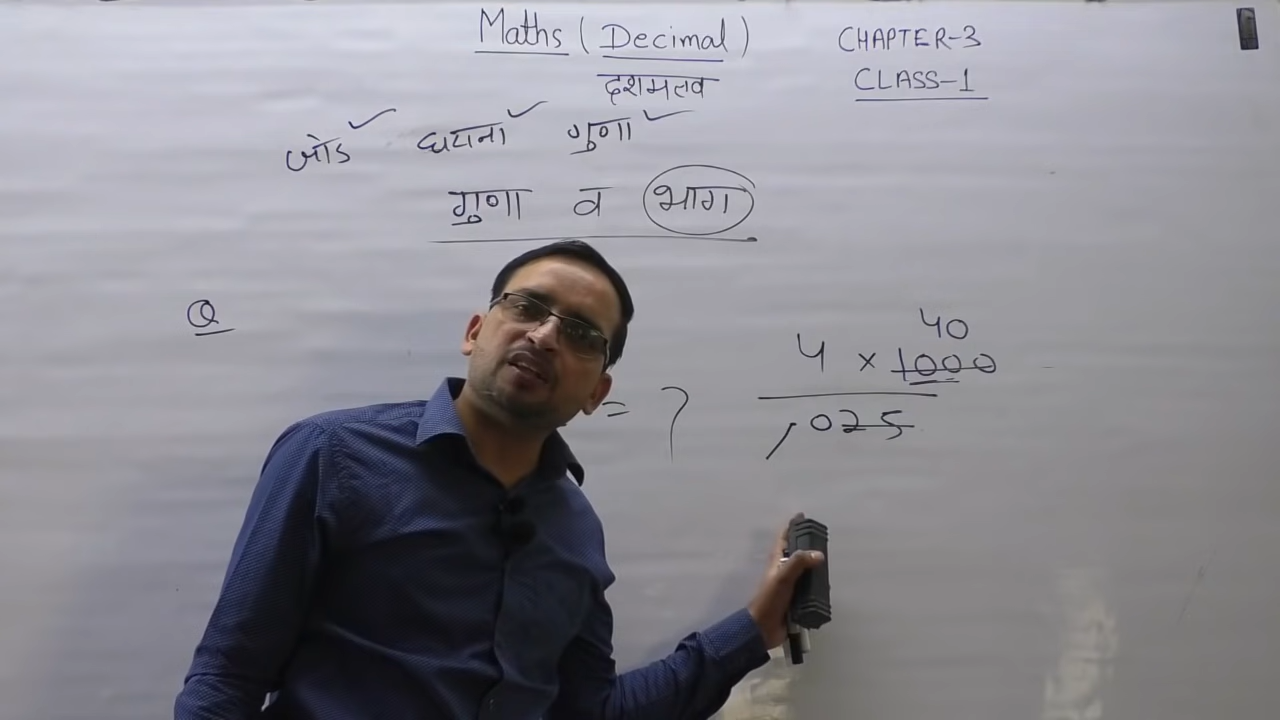 Maths (Decimal)
दशमलव
CHAPTER-3
CLASS-1
जोड घटाना गुणा
गुणा व भाग
Q
= ?
40
4 × 1000
,025